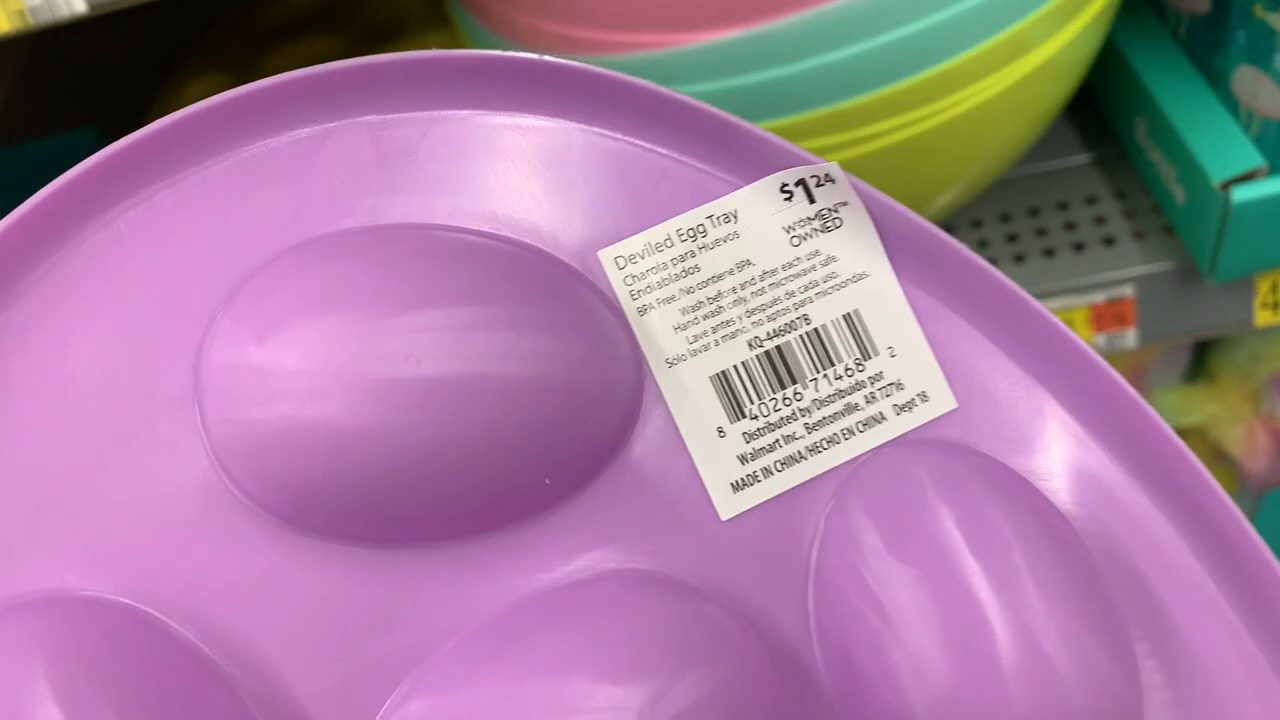 $1.24
WOMEN™
OWNED
Deviled Egg Tray
Charola para Huevos
Endiablados
BPA Free./No contiene BPA.
Wash before and after each use.
Hand wash only, not microwave safe.
Lave antes y después de cada uso.
Sólo lavar a mano, no aptos para microondas.
KQ-446007B
8 40266 71468 2
Distributed by/Distribuido por
Walmart Inc., Bentonville, AR 72716
MADE IN CHINA/HECHO EN CHINA Dept 18
4